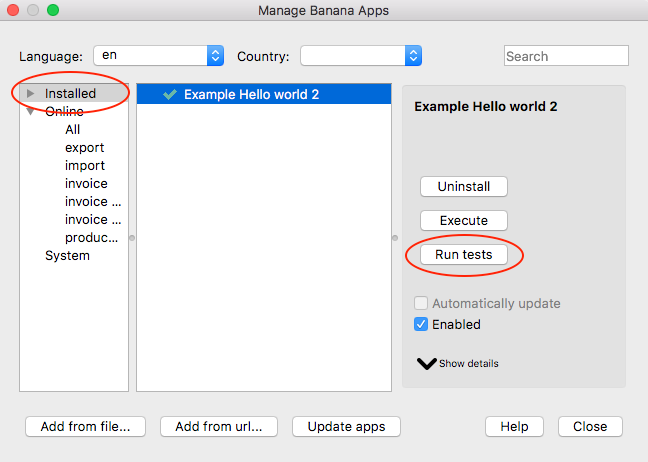 Manage Banana Apps
Language: en Country: Search
Installed
Online
All
export
import
invoice
invoice ...
invoice ...
produc...
System
Example Hello world 2
Example Hello world 2
Uninstall
Execute
Run tests
Automatically update
Enabled
Show details
Add from file... Add from url... Update apps Help Close